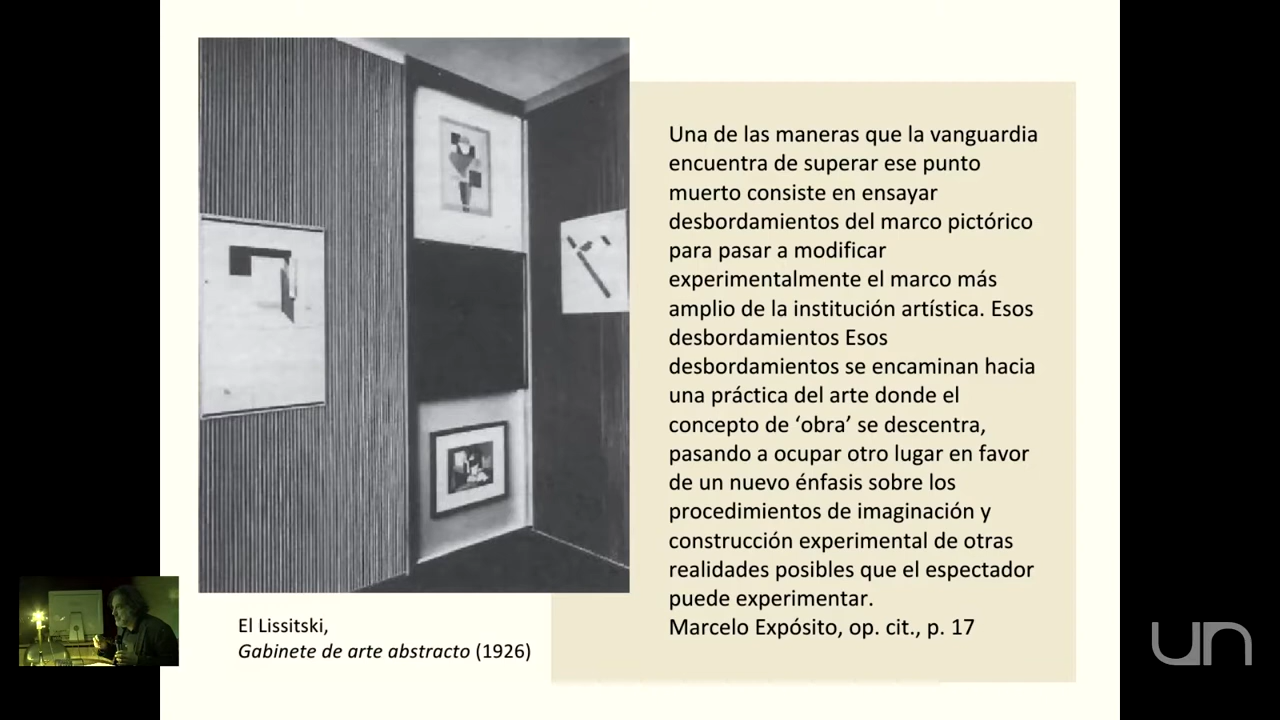 Una de las maneras que la vanguardia
encuentra de superar ese punto
muerto consiste en ensayar
desbordamientos del marco pictórico
para pasar a modificar
experimentalmente el marco más
amplio de la institución artística. Esos
desbordamientos Esos
desbordamientos se encaminan hacia
una práctica del arte donde el
concepto de ‘obra’ se descentra,
pasando a ocupar otro lugar en favor
de un nuevo énfasis sobre los
procedimientos de imaginación y
construcción experimental de otras
realidades posibles que el espectador
puede experimentar.
Marcelo Expósito, op. cit., p. 17
El Lissitski,
Gabinete de arte abstracto (1926)
un